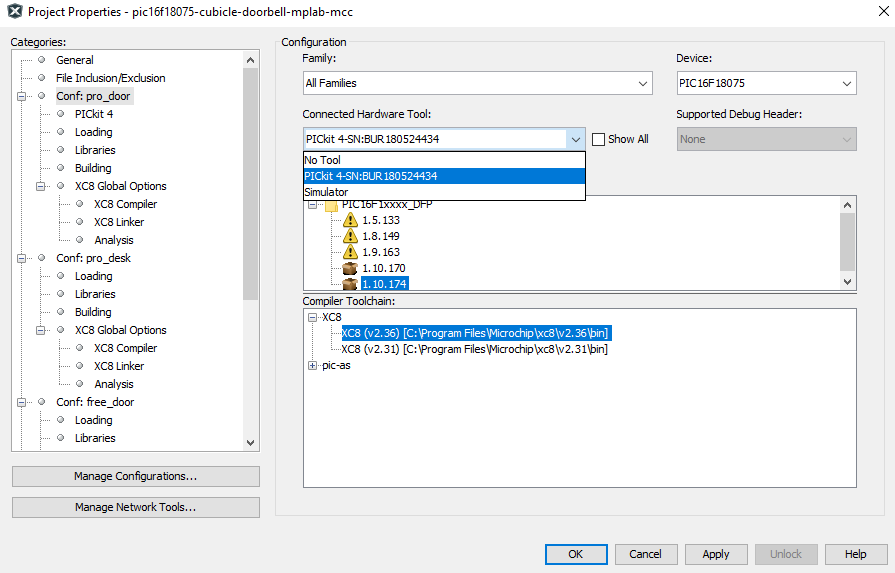 Project Properties - pic16f18075-cubicle-doorbell-mplab-mcc
Categories:
General
File Inclusion/Exclusion
Conf: pro_door
PICkit 4
Loading
Libraries
Building
XC8 Global Options
XC8 Compiler
XC8 Linker
Analysis
Conf: pro_desk
Loading
Libraries
Building
XC8 Global Options
XC8 Compiler
XC8 Linker
Analysis
Conf: free_door
Loading
Libraries
Manage Configurations...
Manage Network Tools...
Configuration
Family:
All Families
Device:
PIC16F18075
Connected Hardware Tool:
PICkit 4-SN:BUR180524434
Show All
Supported Debug Header:
None
No Tool
PICkit 4-SN:BUR180524434
Simulator
PIC16F1xxxx_DFP
1.5.133
1.8.149
1.9.163
1.10.170
1.10.174
Compiler Toolchain:
XC8
XC8 (v2.36) [C:\Program Files\Microchip\xc8\v2.36\bin]
XC8 (v2.31) [C:\Program Files\Microchip\xc8\v2.31\bin]
pic-as
OK
Cancel
Apply
Unlock
Help